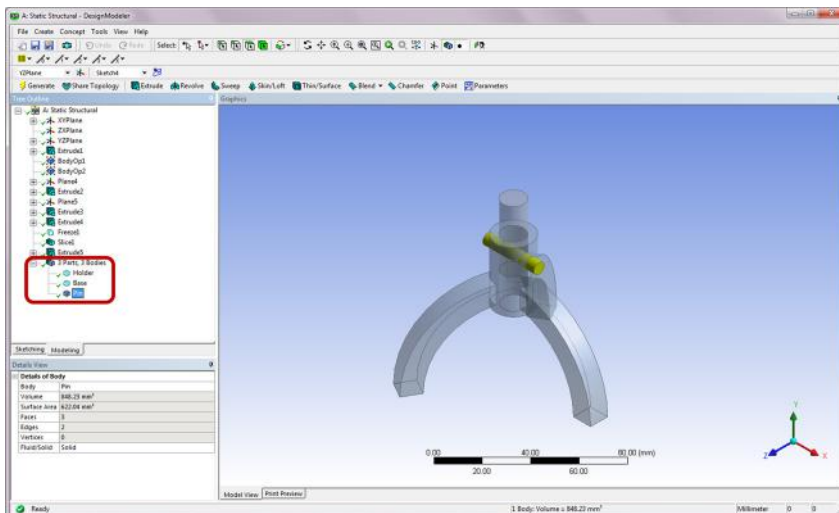 A: Static Structural - DesignModeler
File Create Concept Tools View Help
Undo Redo Select:
YZPlane Sketch4
Generate Share Topology Extrude Revolve Sweep Skin/Loft Thin/Surface Blend Chamfer Point Parameters
Tree Outline
Graphics
A: Static Structural
XYPlane
ZXPlane
YZPlane
Extrude1
BodyOp1
BodyOp2
Plane4
Extrude2
Plane5
Extrude3
Extrude4
Freeze1
Slice1
Extrude5
3 Parts, 3 Bodies
Holder
Base
Pin
Sketching Modeling
Details View
Details of Body
Body Pin
Volume 848.23 mm³
Surface Area 622.04 mm²
Faces 3
Edges 2
Vertices 0
Fluid/Solid Solid
0.00 40.00 80.00 (mm)
20.00 60.00
Y
Z X
Model View Print Preview
Ready 1 Body: Volume = 848.23 mm³ Millimeter 0 0